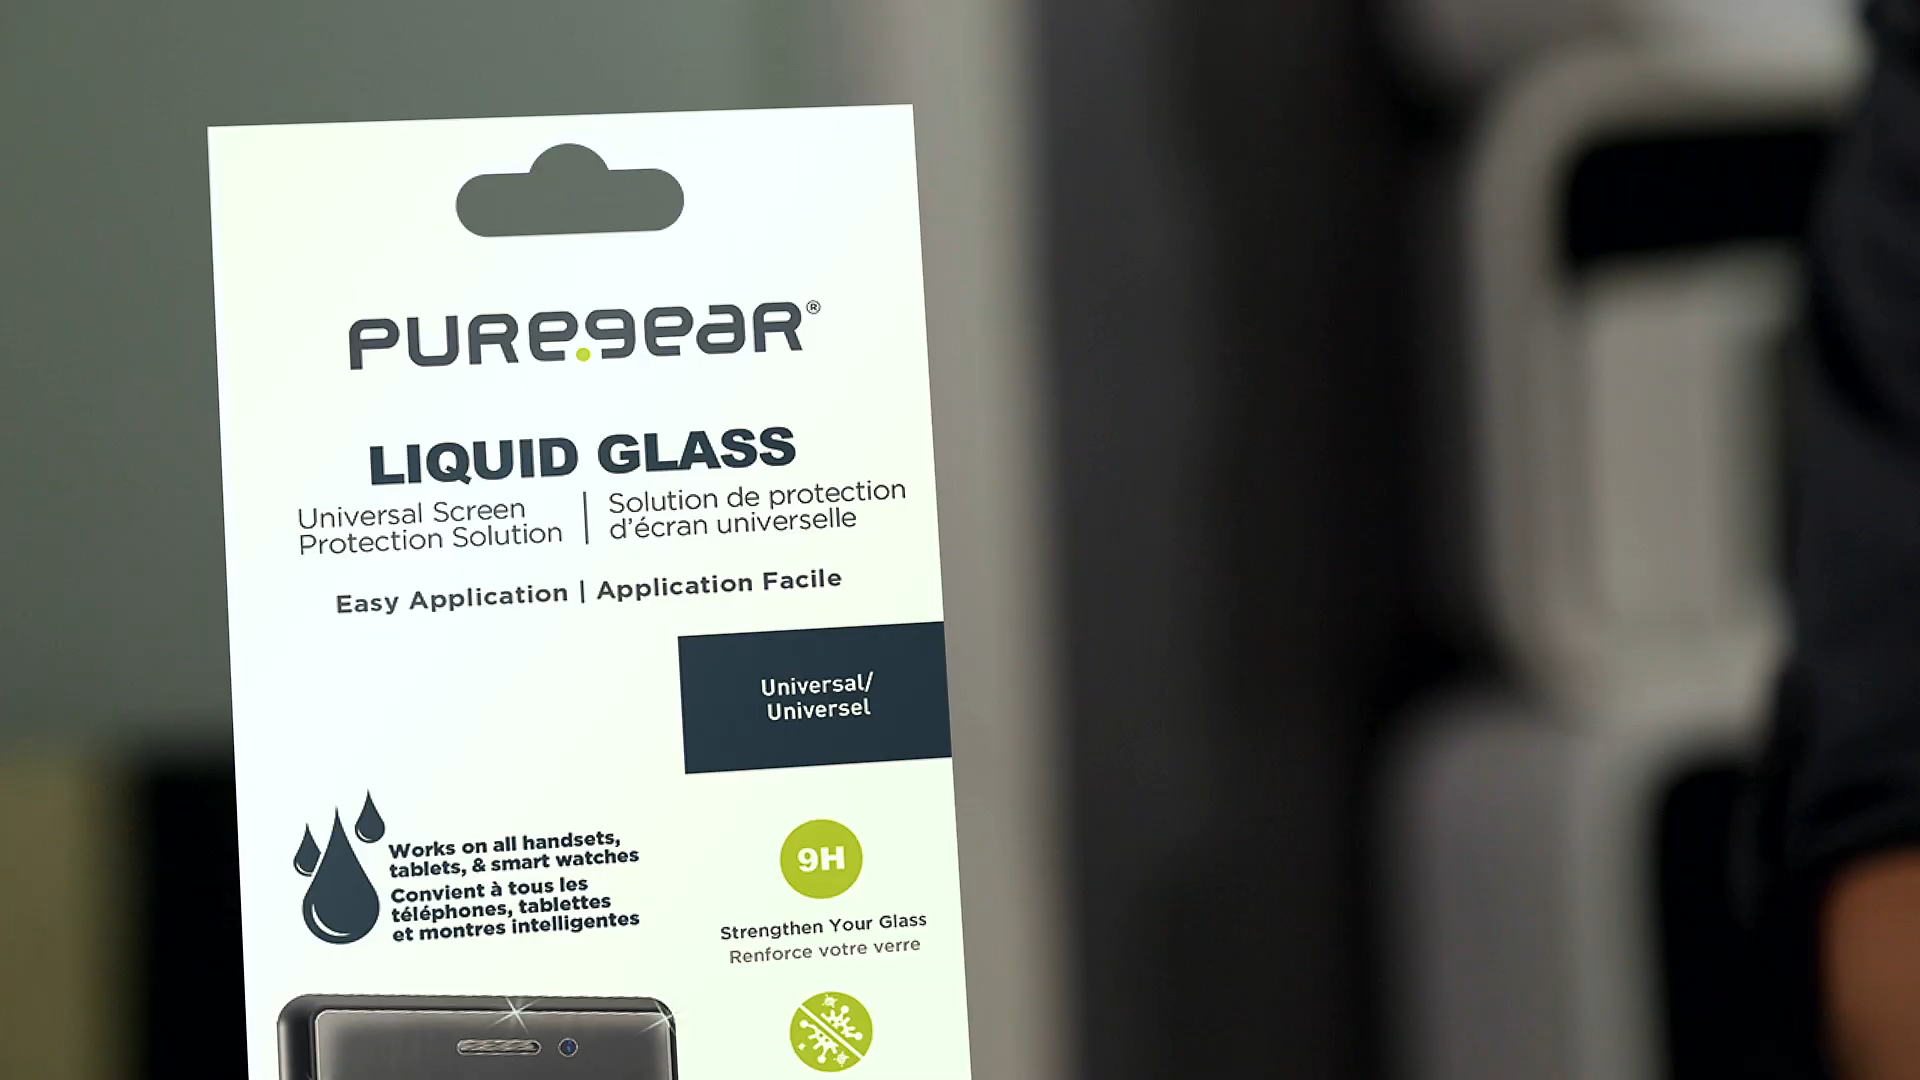 PUREGEAR®
LIQUID GLASS
Universal Screen
Protection Solution
Solution de protection
d'écran universelle
Easy Application | Application Facile
Universal/
Universel
Works on all handsets,
tablets, & smart watches
Convient à tous les
téléphones, tablettes
et montres intelligentes
9H
Strengthen Your Glass
Renforce votre verre